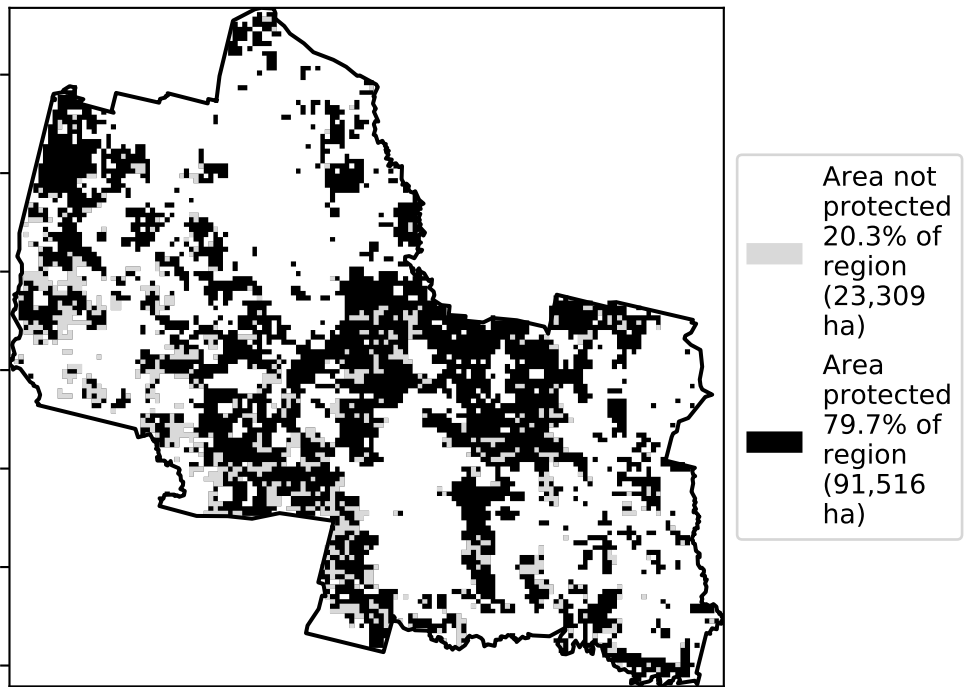 Area not
protected
20.3% of
region
(23,309
ha)
Area
protected
79.7% of
region
(91,516
ha)